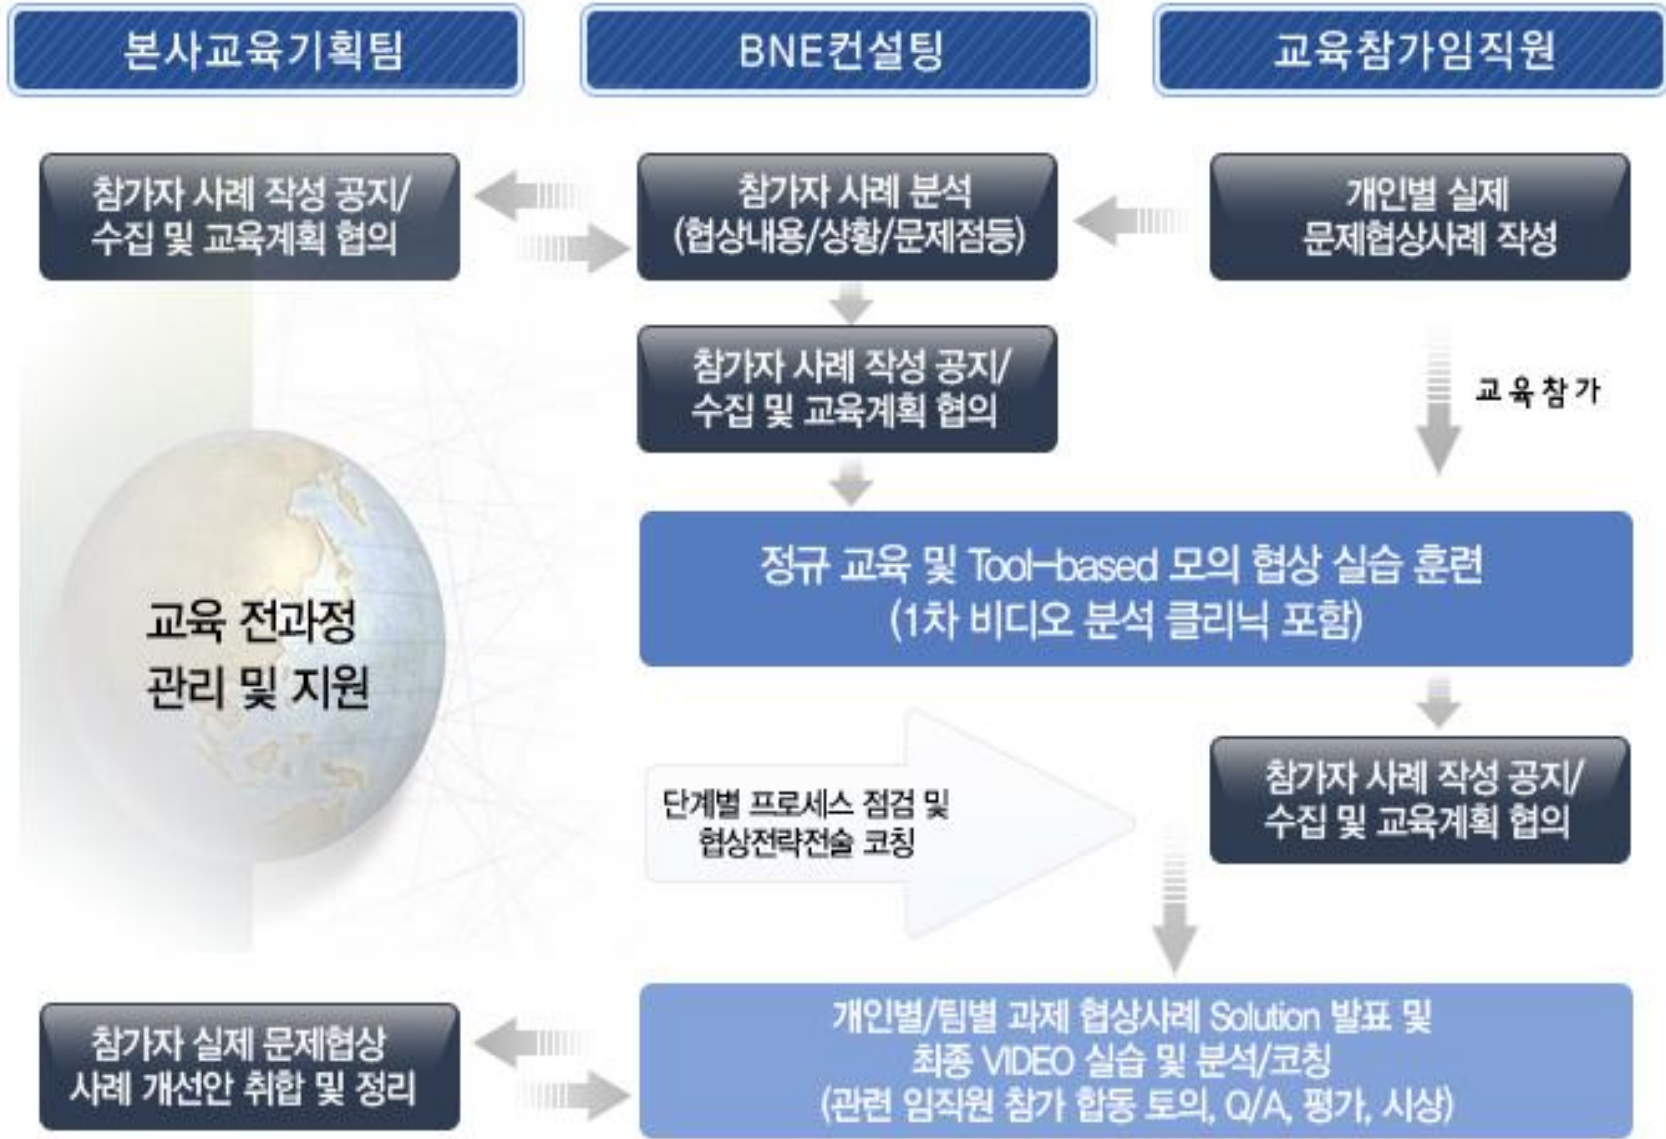 본사교육기획팀
BNE컨설팅
교육참가임직원
참가자 사례 작성 공지/
수집 및 교육계획 협의
참가자 사례 분석
(협상내용/상황/문제점등)
개인별 실제
문제협상사례 작성
참가자 사례 작성 공지/
수집 및 교육계획 협의
교육참가
정규 교육 및 Tool-based 모의 협상 실습 훈련
(1차 비디오 분석 클리닉 포함)
교육 전과정
관리 및 지원
단계별 프로세스 점검 및
협상전략전술 코칭
참가자 사례 작성 공지/
수집 및 교육계획 협의
참가자 실제 문제협상
사례 개선안 취합 및 정리
개인별/팀별 과제 협상사례 Solution 발표 및
최종 VIDEO 실습 및 분석/코칭
(관련 임직원 참가 합동 토의, Q/A, 평가, 시상)